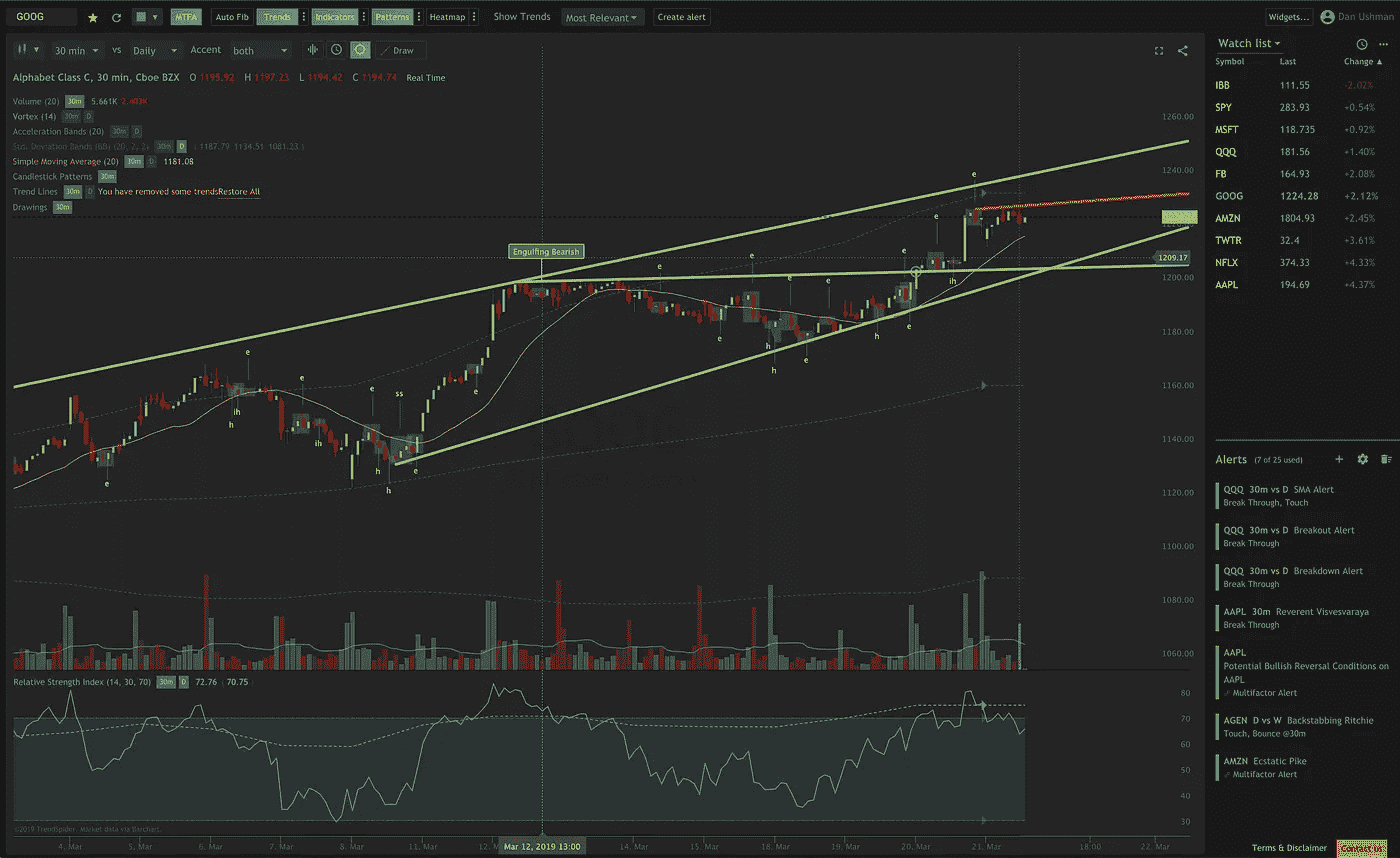 GOOG MTFA Auto Fib Trends Indicators Patterns Heatmap Show Trends Most Relevant Create alert Widgets... Dan Ushman
30 min vs Daily Accent both Draw
Alphabet Class C, 30 min, Cboe BZX O 1195.92 H 1197.23 L 1194.42 C 1194.74 Real Time
Volume (20) 30m 5.661K 2.403K
Vortex (14) 30m D
Acceleration Bands (20) 30m D
Std. Deviation Bands (BB) (20, 2, 2) 30m D ( 1187.79 1134.51 1081.23 )
Simple Moving Average (20) 30m D 1181.08
Candlestick Patterns 30m
Trend Lines 30m D You have removed some trends Restore All
Drawings 30m
Engulfing Bearish
e
e
e
e
ss
e
e
e
e
e
e
e
e
ih
h
ih
h
h
e
e
e
h
h
e
h
e
ih
1260.00
1240.00
1209.17
1200.00
1180.00
1160.00
1140.00
1120.00
1100.00
1080.00
1060.00
Relative Strength Index (14, 30, 70) 30m D 72.76 70.75
80
70
60
50
40
30
©2019 TrendSpider. Market data via Barchart.
4. Mar 5. Mar 6. Mar 7. Mar 8. Mar 11. Mar 12. M Mar 12, 2019 13:00 14. Mar 15. Mar 18. Mar 19. Mar 20. Mar 21. Mar 18:00 22. Mar
Watch list
Symbol Last Change
IBB 111.55 -2.02%
SPY 283.93 +0.54%
MSFT 118.735 +0.92%
QQQ 181.56 +1.40%
FB 164.93 +2.08%
GOOG 1224.28 +2.12%
AMZN 1804.93 +2.45%
TWTR 32.4 +3.61%
NFLX 374.33 +4.33%
AAPL 194.69 +4.37%
Alerts (7 of 25 used)
QQQ 30m vs D SMA Alert
Break Through, Touch
QQQ 30m vs D Breakout Alert
Break Through
QQQ 30m vs D Breakdown Alert
Break Through
AAPL 30m Reverent Visvesvaraya
Break Through
AAPL
Potential Bullish Reversal Conditions on
AAPL
Multifactor Alert
AGEN D vs W Backstabbing Ritchie
Touch, Bounce @30m
AMZN Ecstatic Pike
Multifactor Alert
Terms & Disclaimer Contact us